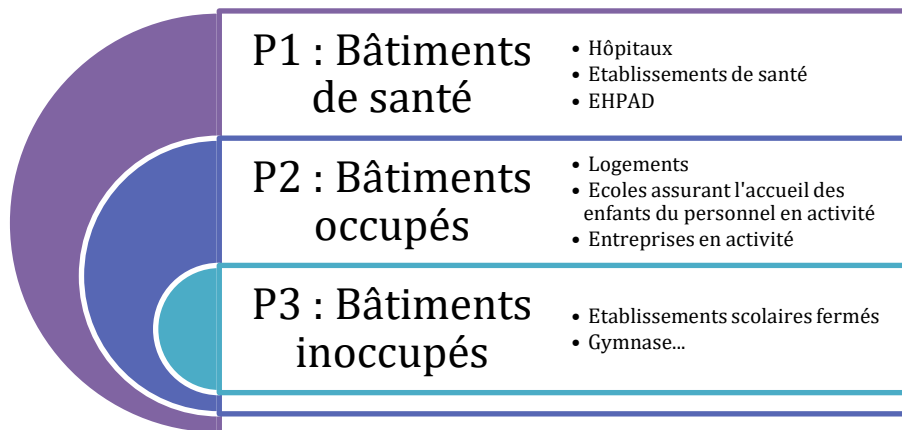 P1 : Bâtiments
de santé
• Hôpitaux
• Etablissements de santé
• EHPAD
P2 : Bâtiments
occupés
• Logements
• Ecoles assurant l'accueil des
enfants du personnel en activité
• Entreprises en activité
P3 : Bâtiments
inoccupés
• Etablissements scolaires fermés
• Gymnase...